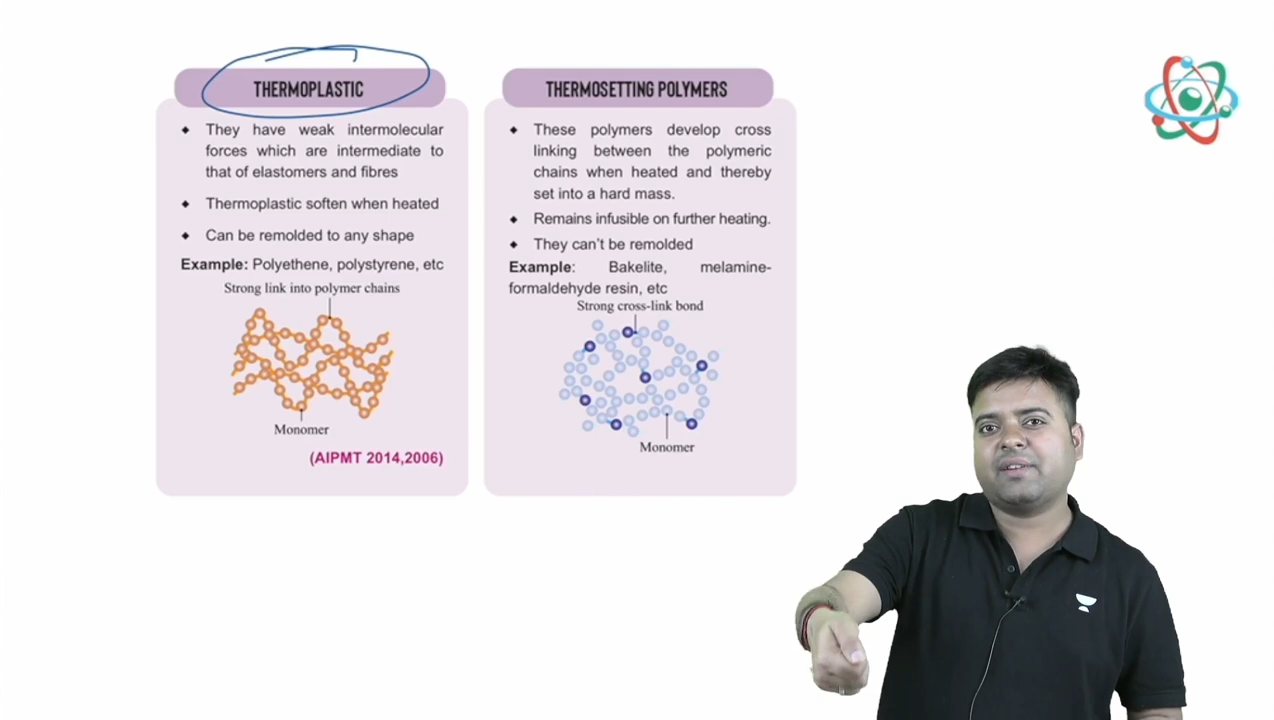 THERMOPLASTIC
◆ They have weak intermolecular
forces which are intermediate to
that of elastomers and fibres
◆ Thermoplastic soften when heated
◆ Can be remolded to any shape
Example: Polyethene, polystyrene, etc
Strong link into polymer chains
Monomer
(AIPMT 2014,2006)
THERMOSETTING POLYMERS
◆ These polymers develop cross
linking between the polymeric
chains when heated and thereby
set into a hard mass.
◆ Remains infusible on further heating.
◆ They can't be remolded
Example: Bakelite, melamine-
formaldehyde resin, etc
Strong cross-link bond
Monomer